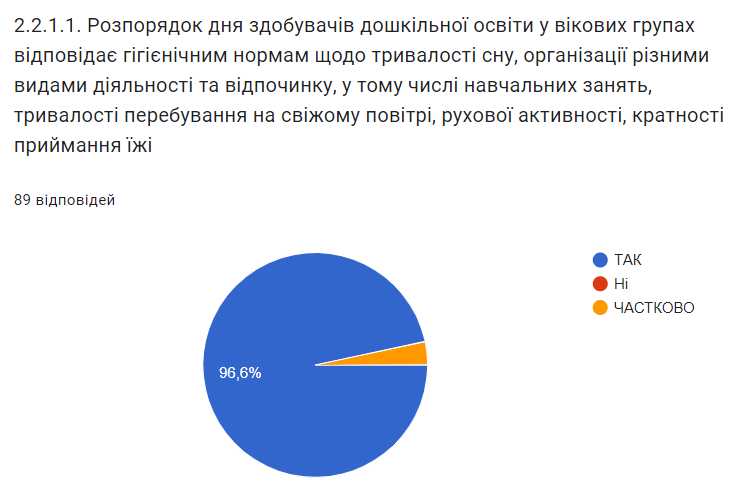 2.2.1.1. Розпорядок дня здобувачів дошкільної освіти у вікових групах
відповідає гігієнічним нормам щодо тривалості сну, організації різними
видами діяльності та відпочинку, у тому числі навчальних занять,
тривалості перебування на свіжому повітрі, рухової активності, кратності
приймання їжі
89 відповідей
ТАК
Ні
ЧАСТКОВО
96,6%